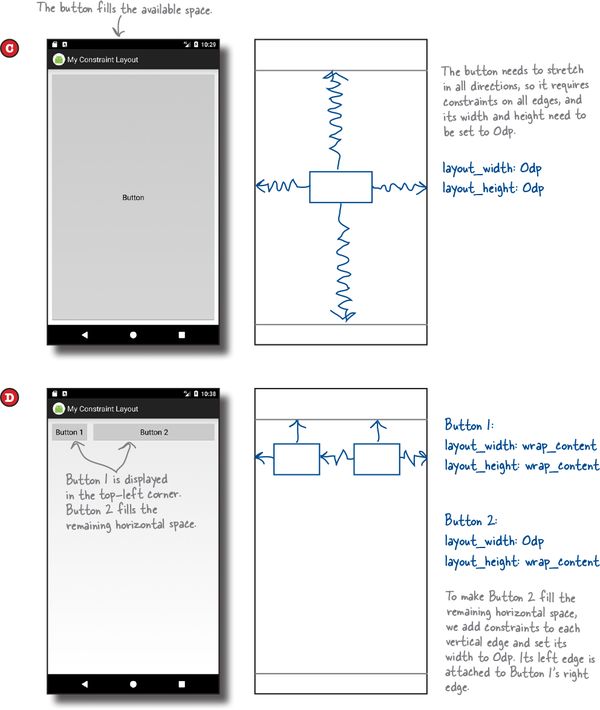 The button fills the available space.
C
10:29
My Constraint Layout
Button
The button needs to stretch
in all directions, so it requires
constraints on all edges, and
its width and height need to
be set to 0dp.
layout_width: 0dp
layout_height: 0dp
D
10:38
My Constraint Layout
Button 1
Button 2
Button 1 is displayed
in the top-left corner.
Button 2 fills the
remaining horizontal space.
Button 1:
layout_width: wrap_content
layout_height: wrap_content
Button 2:
layout_width: 0dp
layout_height: wrap_content
To make Button 2 fill the
remaining horizontal space,
we add constraints to each
vertical edge and set its
width to 0dp. Its left edge is
attached to Button 1's right
edge.